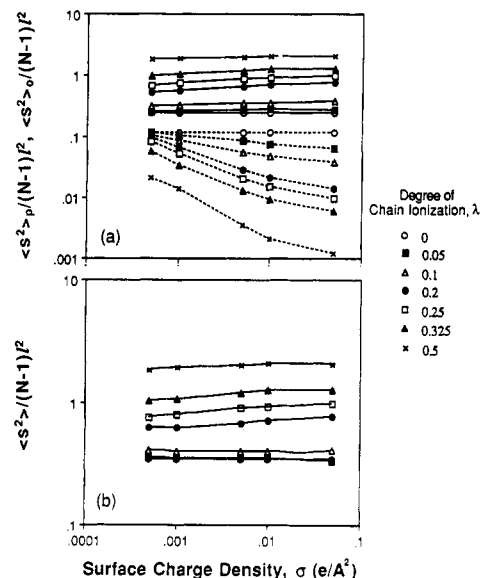 <s²>ₚ/(N-1)l², <s²>ₒ/(N-1)l²
10
1
.1
.01
.001
(a)
Degree of
Chain Ionization, λ
0
0.05
0.1
0.2
0.25
0.325
0.5
<s²>/(N-1)l²
10
1
.1
(b)
.0001
.001
.01
.1
Surface Charge Density, σ (e/A²)